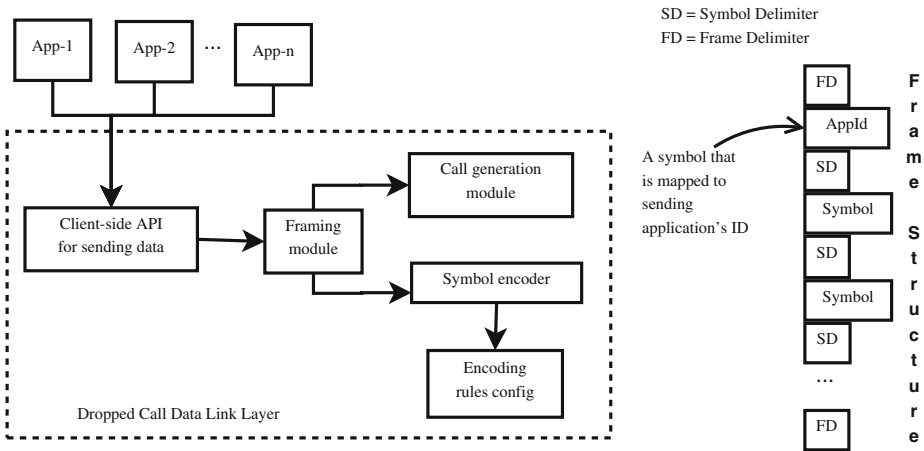 App-1
App-2
...
App-n
Client-side API
for sending data
Framing
module
Call generation
module
Symbol encoder
Encoding
rules config
Dropped Call Data Link Layer
SD = Symbol Delimiter
FD = Frame Delimiter
A symbol that
is mapped to
sending
application's ID
FD
AppId
SD
Symbol
SD
Symbol
SD
...
FD
Frame Structure